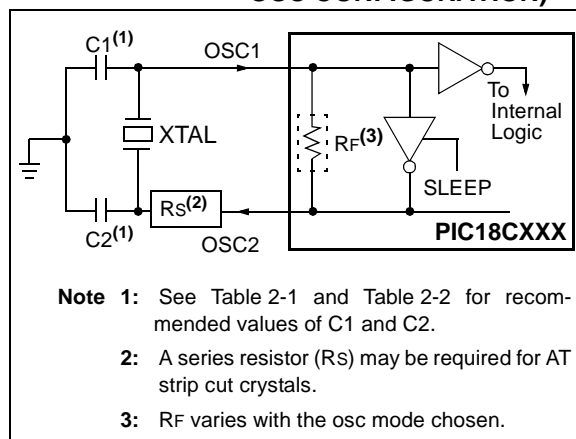 OSC CONFIGURATION)
C1(1)
OSC1
To
Internal
Logic
XTAL
RF(3)
SLEEP
RS(2)
C2(1)
OSC2
PIC18CXXX
Note 1: See Table 2-1 and Table 2-2 for recom-
mended values of C1 and C2.
2: A series resistor (RS) may be required for AT
strip cut crystals.
3: RF varies with the osc mode chosen.